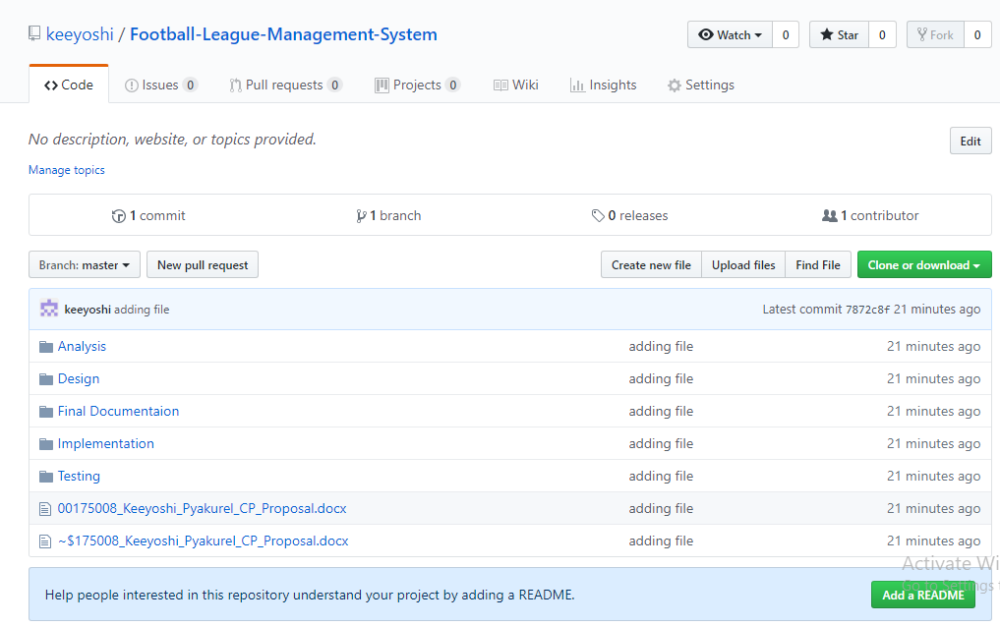 keeyoshi / Football-League-Management-System Watch 0 Star 0 Fork 0
Code Issues 0 Pull requests 0 Projects 0 Wiki Insights Settings
No description, website, or topics provided. Edit
Manage topics
1 commit 1 branch 0 releases 1 contributor
Branch: master New pull request Create new file Upload files Find File Clone or download
keeyoshi adding file Latest commit 7872c8f 21 minutes ago
Analysis adding file 21 minutes ago
Design adding file 21 minutes ago
Final Documentaion adding file 21 minutes ago
Implementation adding file 21 minutes ago
Testing adding file 21 minutes ago
00175008_Keeyoshi_Pyakurel_CP_Proposal.docx adding file 21 minutes ago
~$175008_Keeyoshi_Pyakurel_CP_Proposal.docx adding file 21 minutes ago
Activate Wi
Help people interested in this repository understand your project by adding a README. Add a README
Go to Settings t